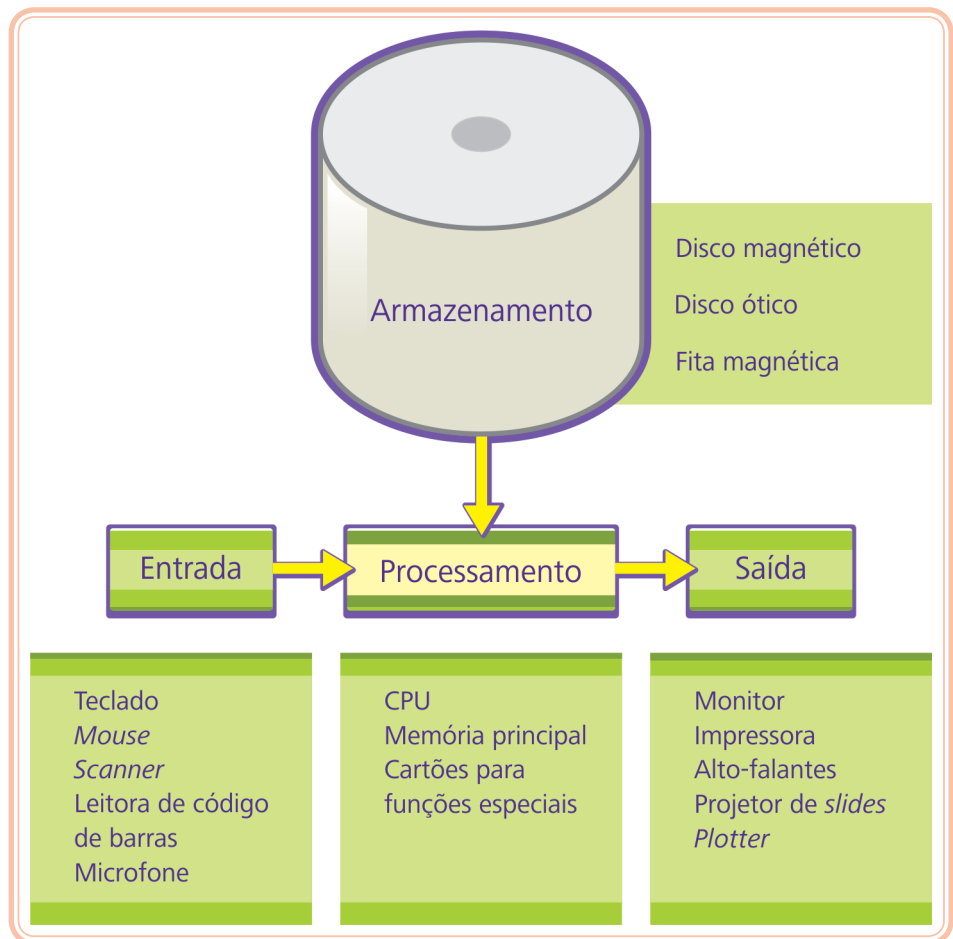 Armazenamento
Disco magnético
Disco ótico
Fita magnética
Entrada
Processamento
Saída
Teclado
Mouse
Scanner
Leitora de código
de barras
Microfone
CPU
Memória principal
Cartões para
funções especiais
Monitor
Impressora
Alto-falantes
Projetor de slides
Plotter